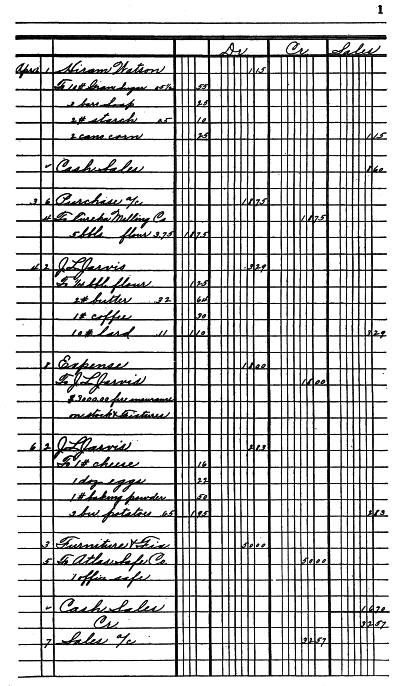 1
Dr Cr Sales
April 1 Hiram Watson 1 15
To 10# Gran Sugar 05½ 55
3 bars soap 25
2# starch 05 10
2 cans corn 25 1 15
✓ Cash Sales 8 60
3 6 Purchase a/c 18 75
4 To Eureka Milling Co 18 75
5 bbls flour 3.75 18 75
4 2 J L Jarvis 3 29
To ¼ bbl flour 1 25
2# butter .32 64
1# coffee 30
10# lard .11 1 10 3 29
8 Expense 18 00
To J L Jarvis 18 00
$3000.00 fire insurance
on stock & fixtures
6 2 J L Jarvis 2 83
To 1# cheese 16
1 doz eggs 22
1# baking powder 50
3 bu potatoes 65 1 95 2 83
3 Furniture & Fix 50 00
5 To Atlas Safe Co 50 00
1 office safe
✓ Cash Sales 16 70
Cr 32 57
7 Sales a/c 32 57